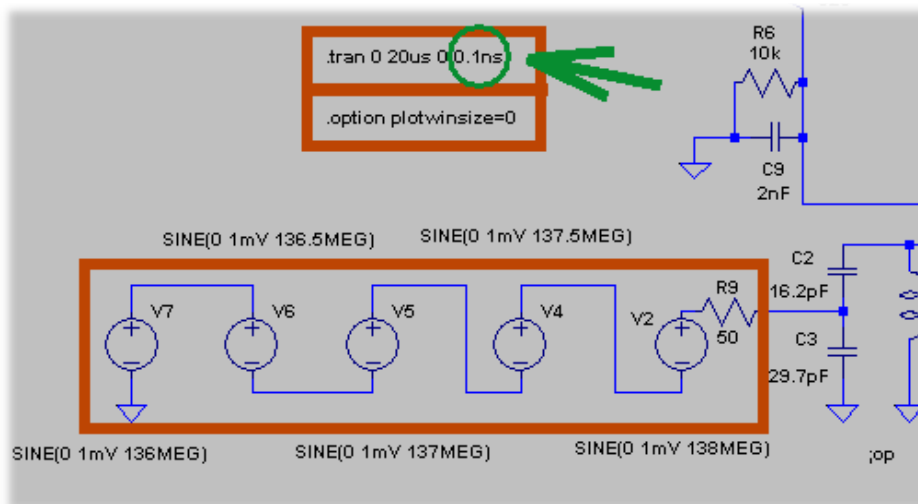 .tran 0 20us 0 0.1ns
.option plotwinsize=0
R6
10k
C9
2nF
SINE(0 1mV 136.5MEG)
SINE(0 1mV 137.5MEG)
V7
V6
V5
V4
V2
R9
50
C2
16.2pF
C3
29.7pF
SINE(0 1mV 136MEG)
SINE(0 1mV 137MEG)
SINE(0 1mV 138MEG)
;op